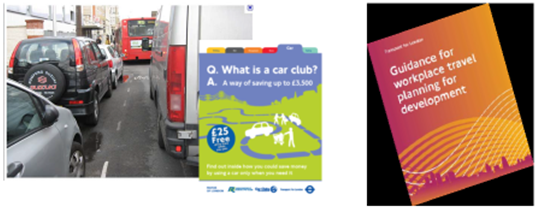 SUZUKI
Car
Q. What is a car club?
A. A way of saving up to £3,500
£25
Free
Find out inside how you could save money
by using a car only when you need it
Transport for London
Guidance for
workplace travel
planning for
development